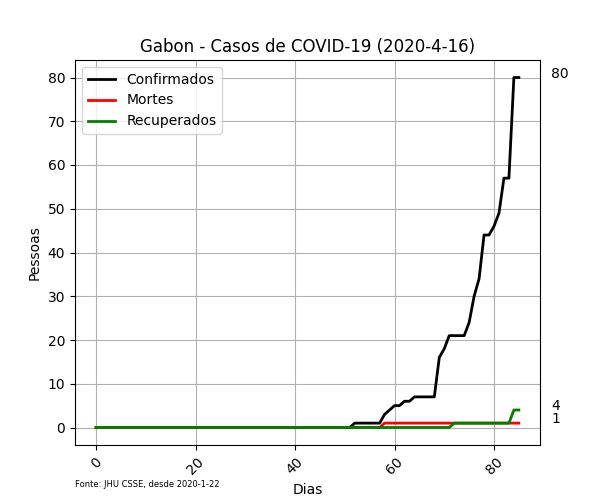 Gabon - Casos de COVID-19 (2020-4-16)
Confirmados
Mortes
Recuperados
80
70
60
50
40
30
20
10
0
80
4
1
Pessoas
0
20
40
60
80
Dias
Fonte: JHU CSSE, desde 2020-1-22